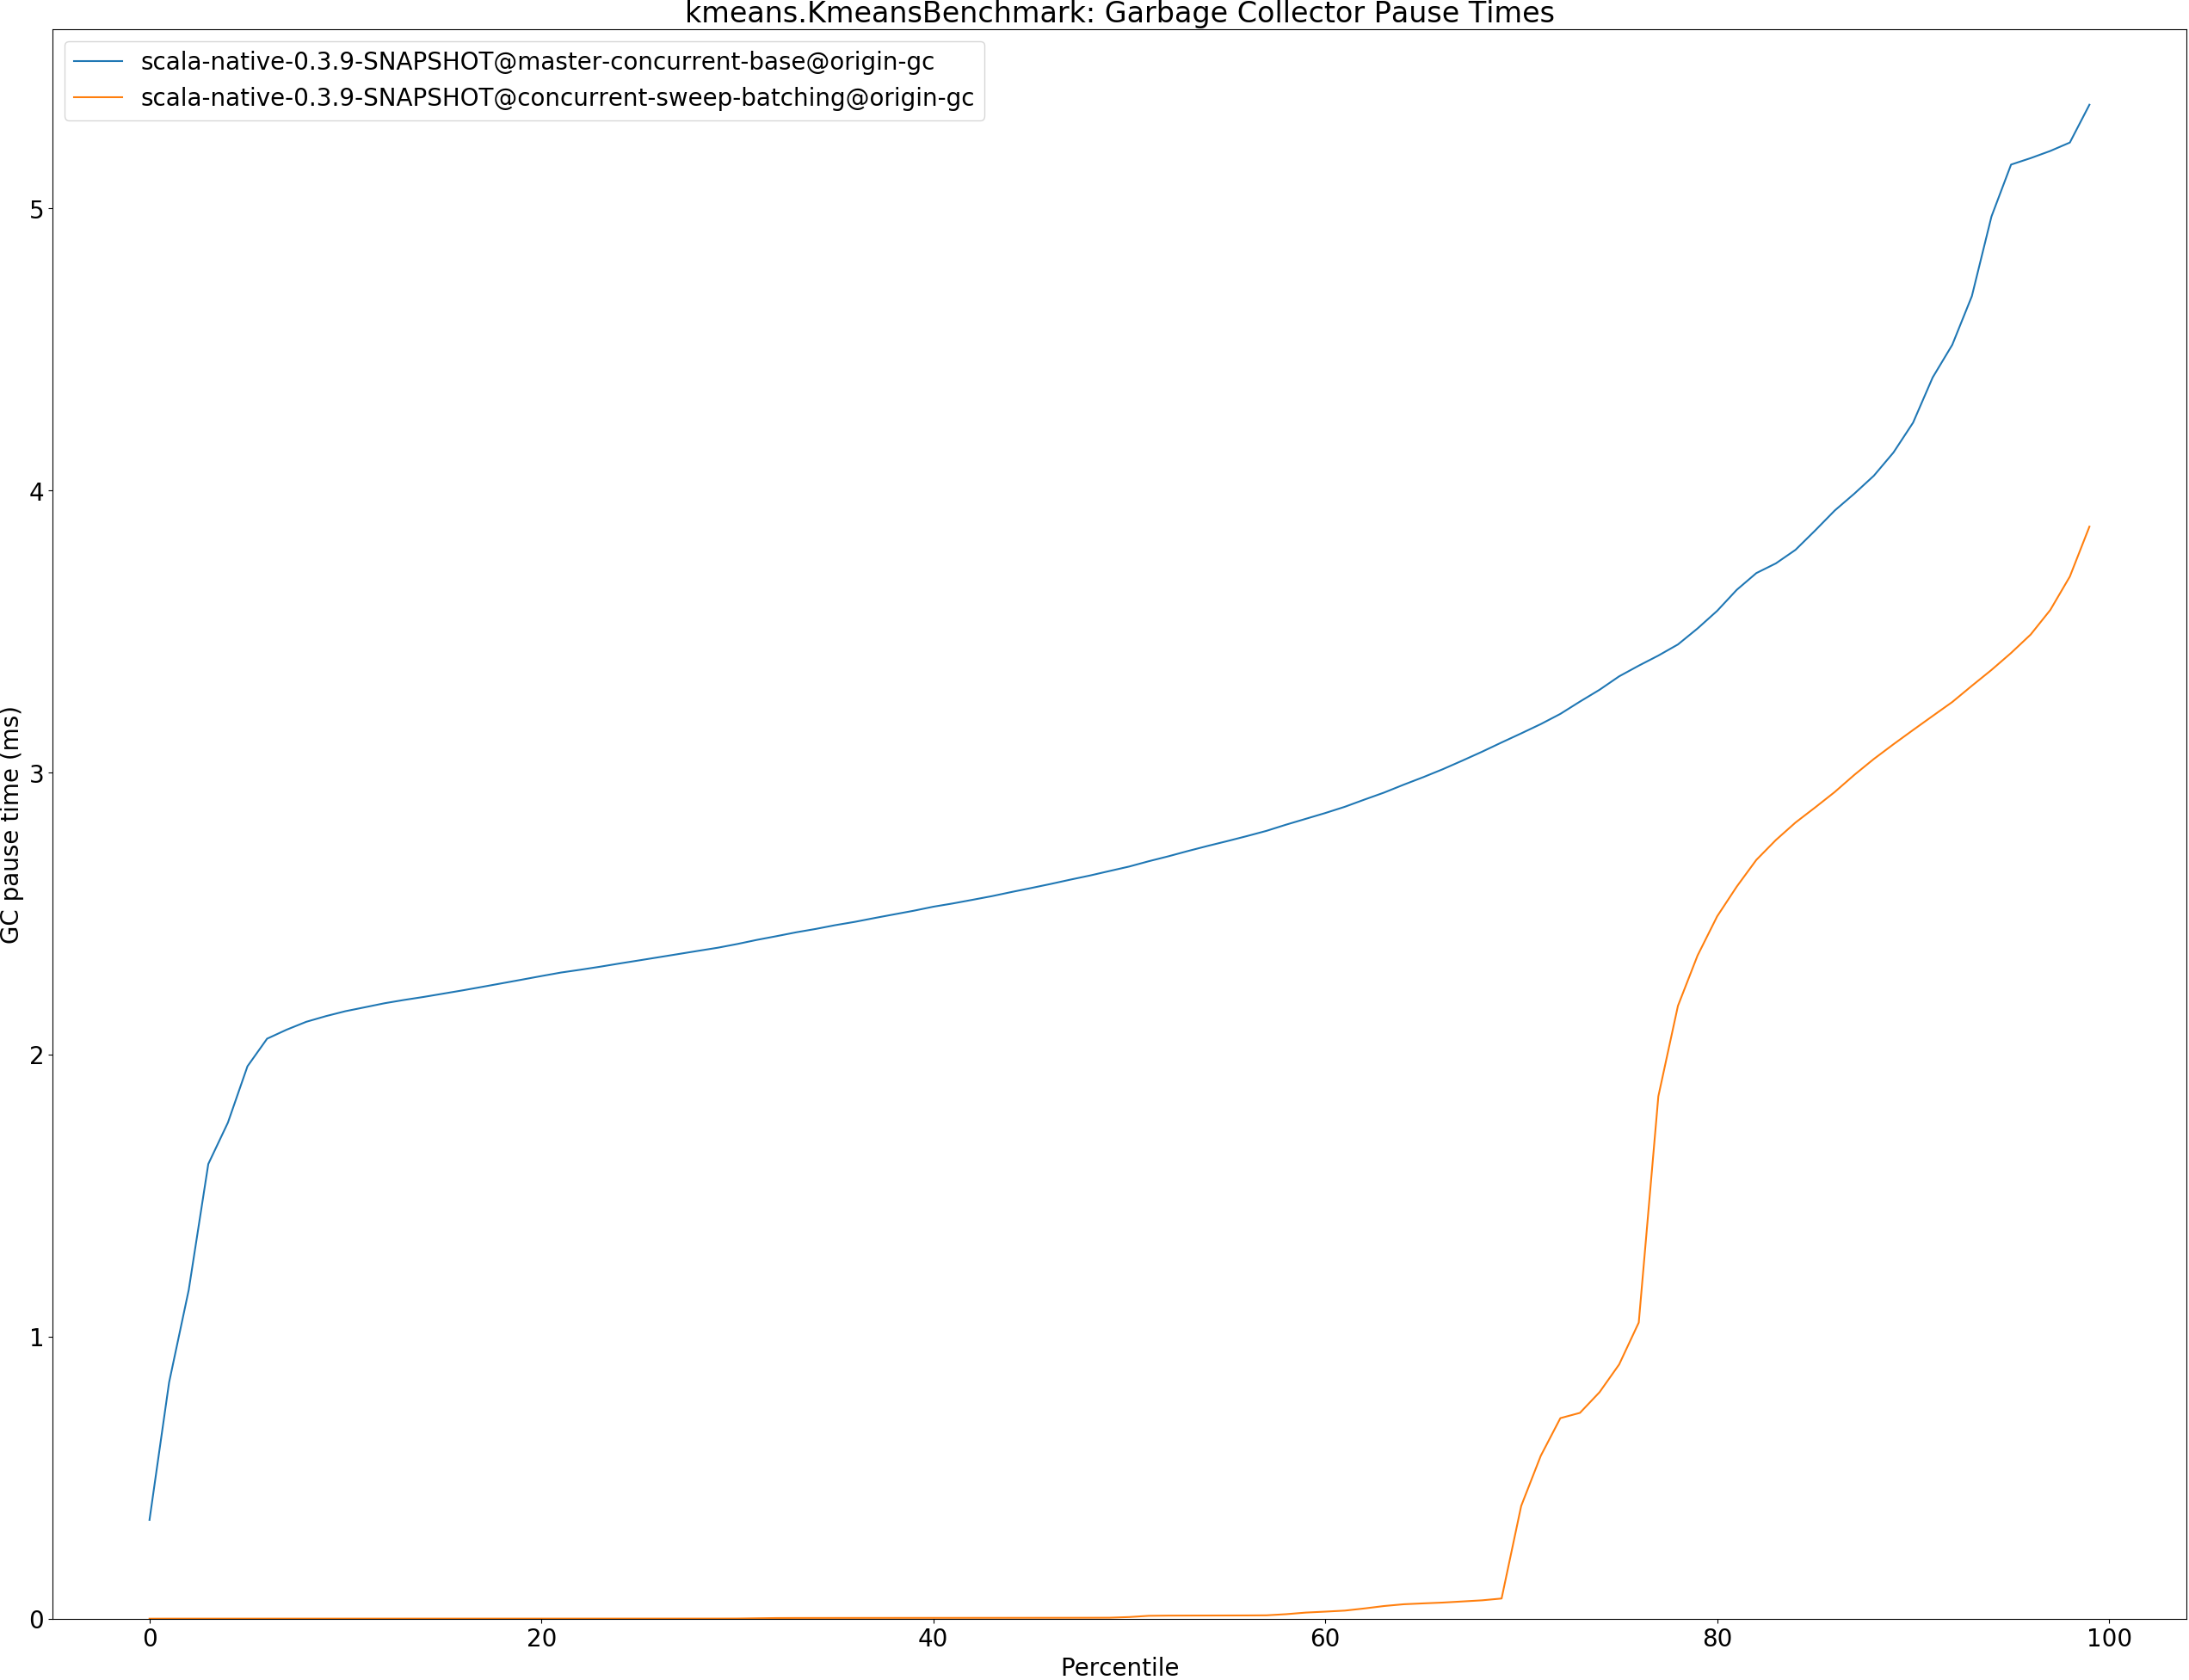 kmeans.KmeansBenchmark: Garbage Collector Pause Times
scala-native-0.3.9-SNAPSHOT@master-concurrent-base@origin-gc
scala-native-0.3.9-SNAPSHOT@concurrent-sweep-batching@origin-gc
GC pause time (ms)
5
4
3
2
1
0
0 20 40 60 80 100
Percentile